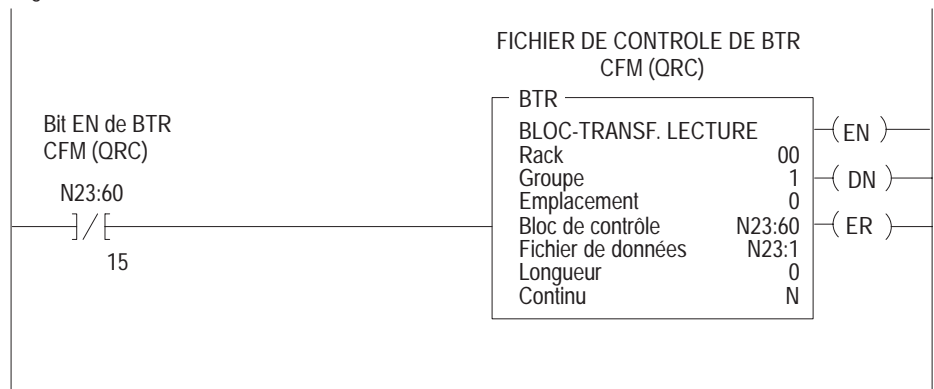 FICHIER DE CONTROLE DE BTR
CFM (QRC)
BTR
Bit EN de BTR
CFM (QRC)
N23:60
15
BLOC-TRANSF. LECTURE
Rack 00
Groupe 1
Emplacement 0
Bloc de contrôle N23:60
Fichier de données N23:1
Longueur 0
Continu N
EN
DN
ER